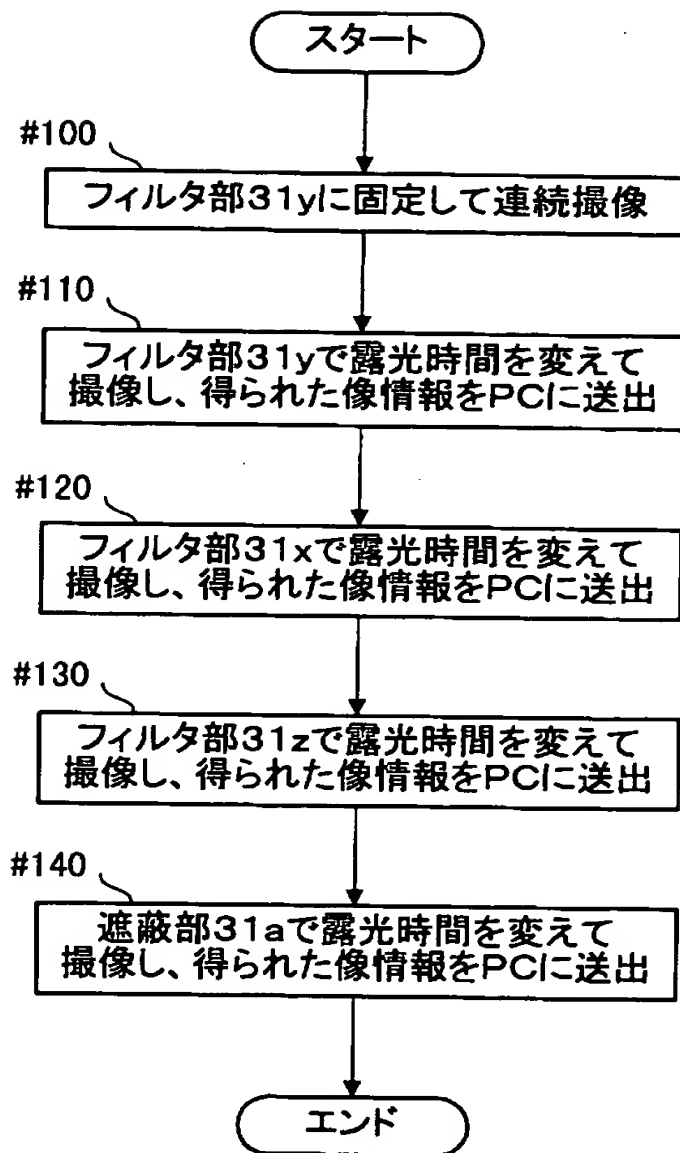 スタート
#100
フィルタ部31yに固定して連続撮像
#110
フィルタ部31yで露光時間を変えて
撮像し、得られた像情報をPCに送出
#120
フィルタ部31xで露光時間を変えて
撮像し、得られた像情報をPCに送出
#130
フィルタ部31zで露光時間を変えて
撮像し、得られた像情報をPCに送出
#140
遮蔽部31aで露光時間を変えて
撮像し、得られた像情報をPCに送出
エンド